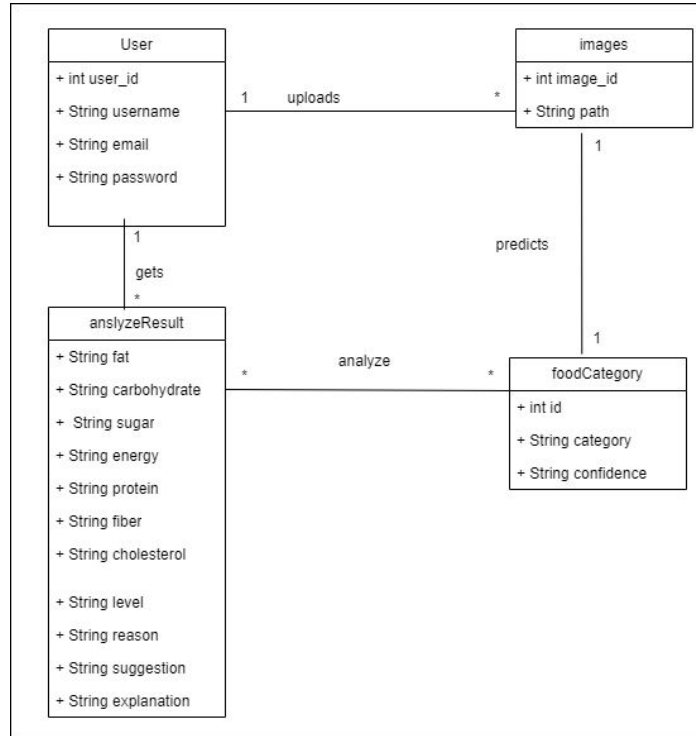 User
+ int user_id
+ String username
+ String email
+ String password
images
+ int image_id
+ String path
1
uploads
*
1
gets
*
1
predicts
1
anslyzeResult
+ String fat
+ String carbohydrate
+ String sugar
+ String energy
+ String protein
+ String fiber
+ String cholesterol
+ String level
+ String reason
+ String suggestion
+ String explanation
*
analyze
*
foodCategory
+ int id
+ String category
+ String confidence